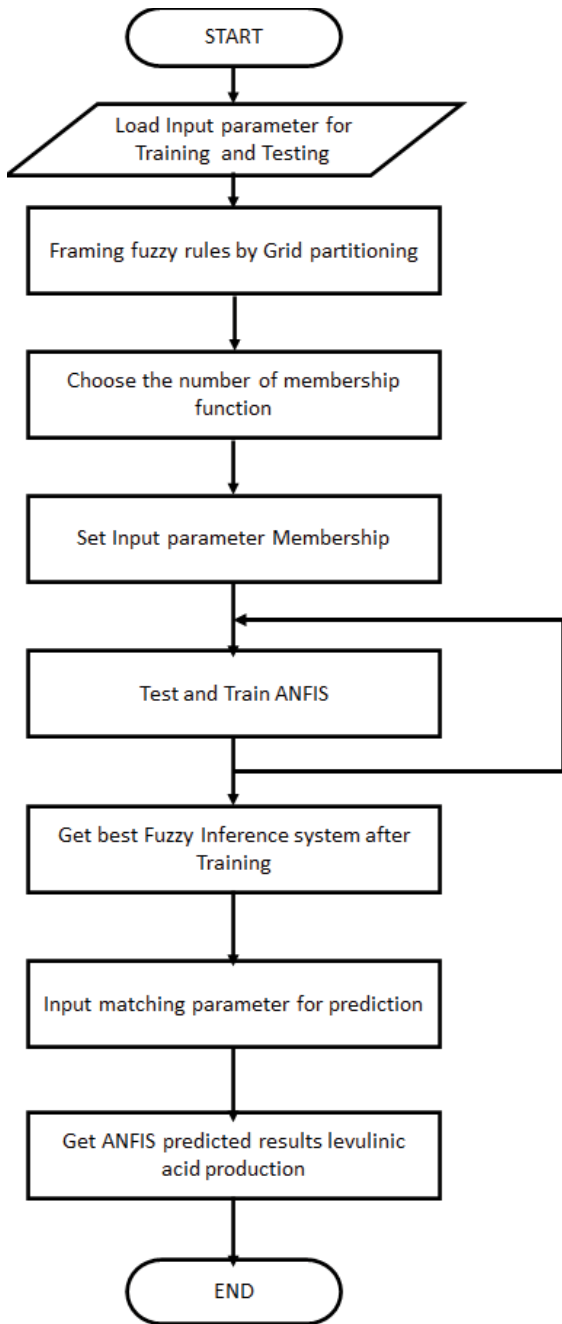 START
Load Input parameter for
Training and Testing
Framing fuzzy rules by Grid partitioning
Choose the number of membership
function
Set Input parameter Membership
Test and Train ANFIS
Get best Fuzzy Inference system after
Training
Input matching parameter for prediction
Get ANFIS predicted results levulinic
acid production
END